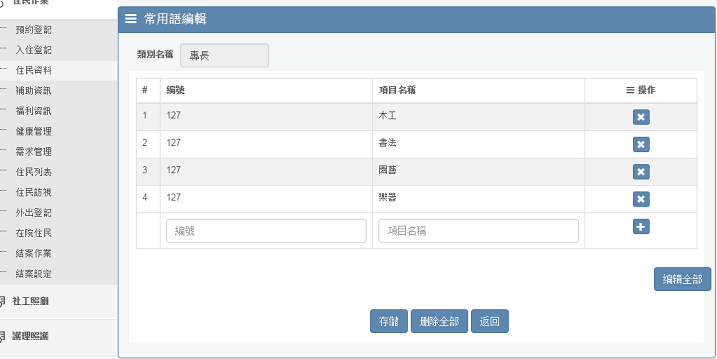 住民作業
預約登記
入住登記
住民資料
補助資訊
福利資訊
健康管理
需求管理
住民列表
住民訪視
外出登記
在院住民
結案作業
結案設定
社工照顧
護理照護
常用語編輯
類別名稱 專長
# 編號 項目名稱 操作
1 127 木工
2 127 書法
3 127 園藝
4 127 樂器
編號 項目名稱
编辑全部
存儲 删除全部 返回